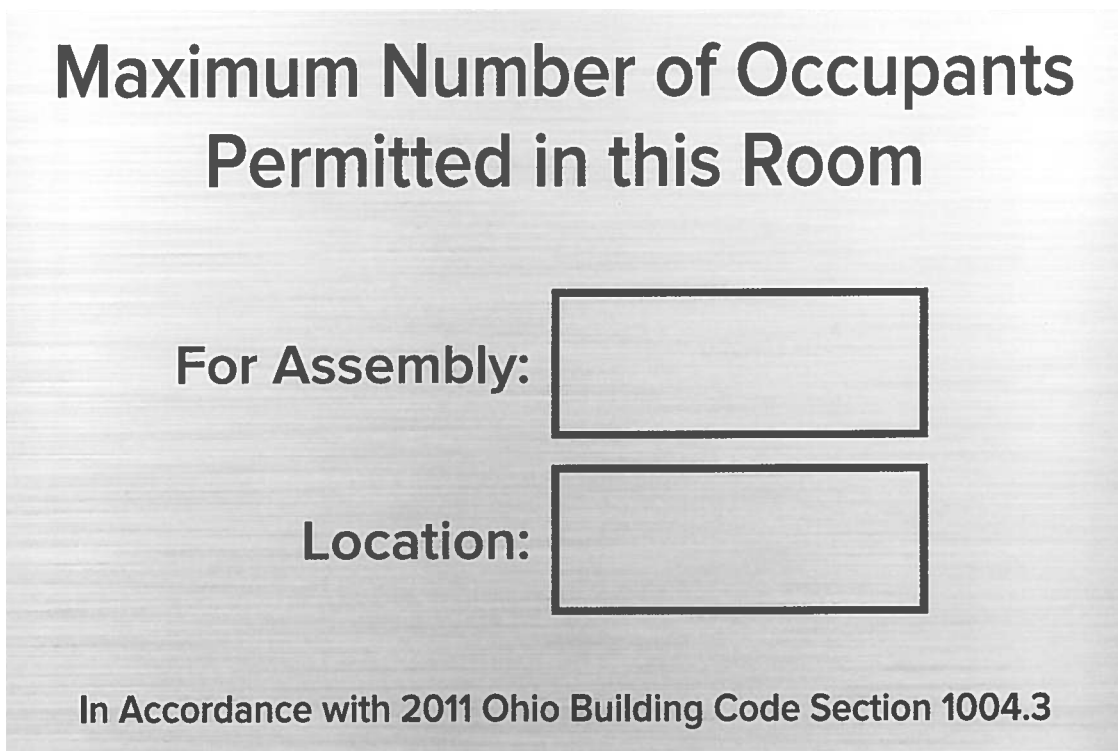 Maximum Number of Occupants
Permitted in this Room
For Assembly:
Location:
In Accordance with 2011 Ohio Building Code Section 1004.3